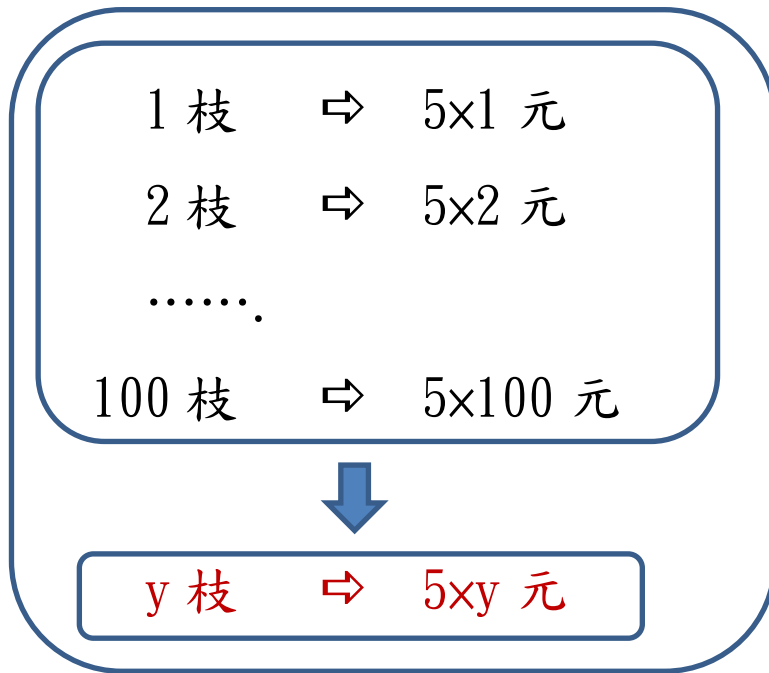 1 枝 ⇨ 5×1 元
2 枝 ⇨ 5×2 元
…….
100 枝 ⇨ 5×100 元
y 枝 ⇨ 5×y 元